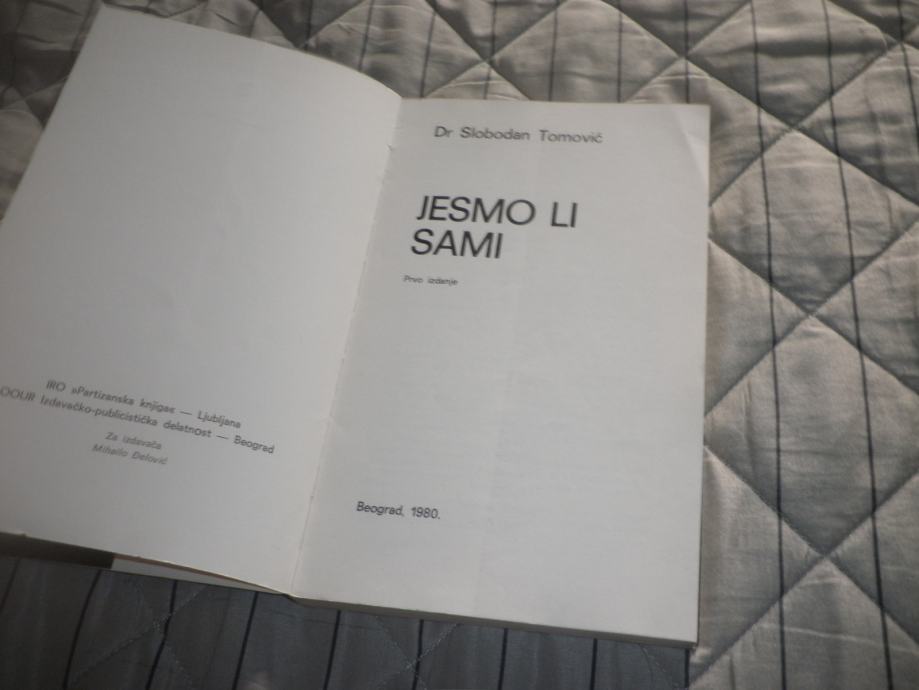 IRO »Partizanska knjiga« — Ljubljana
OOUR Izdavačko-publicistička delatnost — Beograd
Za izdavača
Mihailo Đelović
Dr Slobodan Tomović
JESMO LI
SAMI
Prvo izdanje
Beograd, 1980.